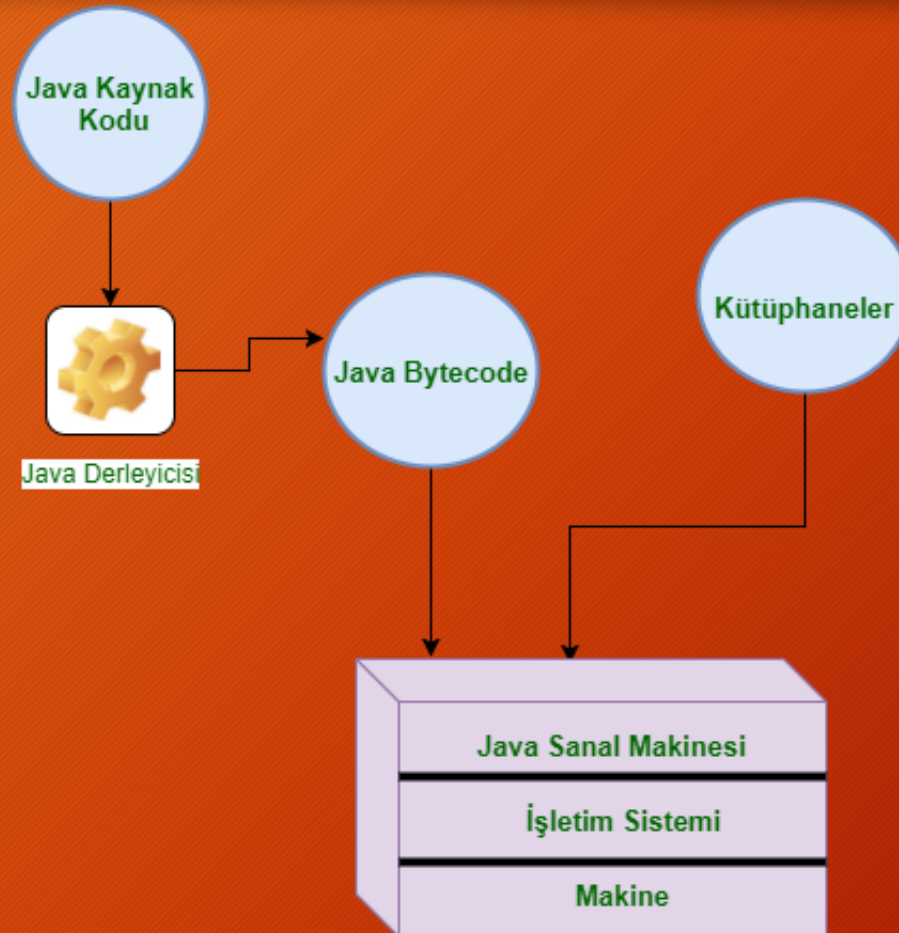 Java Kaynak
Kodu
Java Derleyicisi
Java Bytecode
Kütüphaneler
Java Sanal Makinesi
İşletim Sistemi
Makine